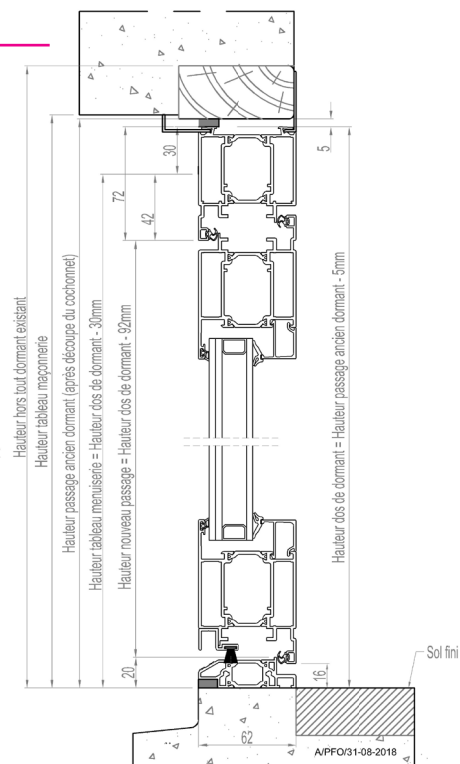 Hauteur hors tout dormant existant
Hauteur tableau maçonnerie
Hauteur passage ancien dormant (après découpe du cochonnet)
Hauteur tableau menuiserie = Hauteur dos de dormant - 30mm
Hauteur nouveau passage = Hauteur dos de dormant - 92mm
72
30
42
5
Hauteur dos de dormant = Hauteur passage ancien dormant - 5mm
20
16
Sol fini
62
A/PFO/31-08-2018